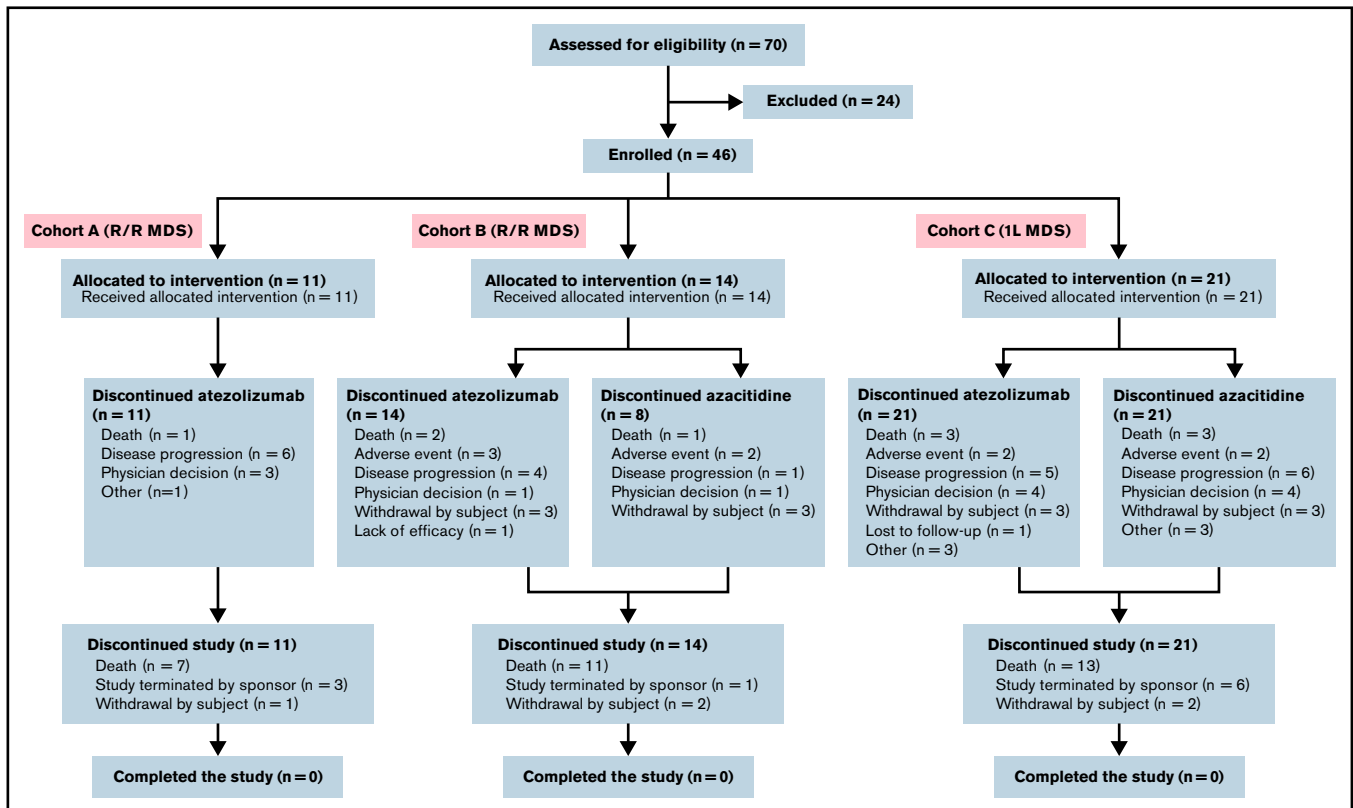 Assessed for eligibility (n = 70)
Excluded (n = 24)
Enrolled (n = 46)
Cohort A (R/R MDS)
Allocated to intervention (n = 11)
Received allocated intervention (n = 11)
Discontinued atezolizumab
(n = 11)
Death (n = 1)
Disease progression (n = 6)
Physician decision (n = 3)
Other (n=1)
Discontinued study (n = 11)
Death (n = 7)
Study terminated by sponsor (n = 3)
Withdrawal by subject (n = 1)
Completed the study (n = 0)
Cohort B (R/R MDS)
Allocated to intervention (n = 14)
Received allocated intervention (n = 14)
Discontinued atezolizumab
(n = 14)
Death (n = 2)
Adverse event (n = 3)
Disease progression (n = 4)
Physician decision (n = 1)
Withdrawal by subject (n = 3)
Lack of efficacy (n = 1)
Discontinued azacitidine
(n = 8)
Death (n = 1)
Adverse event (n = 2)
Disease progression (n = 1)
Physician decision (n = 1)
Withdrawal by subject (n = 3)
Discontinued study (n = 14)
Death (n = 11)
Study terminated by sponsor (n = 1)
Withdrawal by subject (n = 2)
Completed the study (n = 0)
Cohort C (1L MDS)
Allocated to intervention (n = 21)
Received allocated intervention (n = 21)
Discontinued atezolizumab
(n = 21)
Death (n = 3)
Adverse event (n = 2)
Disease progression (n = 5)
Physician decision (n = 4)
Withdrawal by subject (n = 3)
Lost to follow-up (n = 1)
Other (n = 3)
Discontinued azacitidine
(n = 21)
Death (n = 3)
Adverse event (n = 2)
Disease progression (n = 6)
Physician decision (n = 4)
Withdrawal by subject (n = 3)
Other (n = 3)
Discontinued study (n = 21)
Death (n = 13)
Study terminated by sponsor (n = 6)
Withdrawal by subject (n = 2)
Completed the study (n = 0)